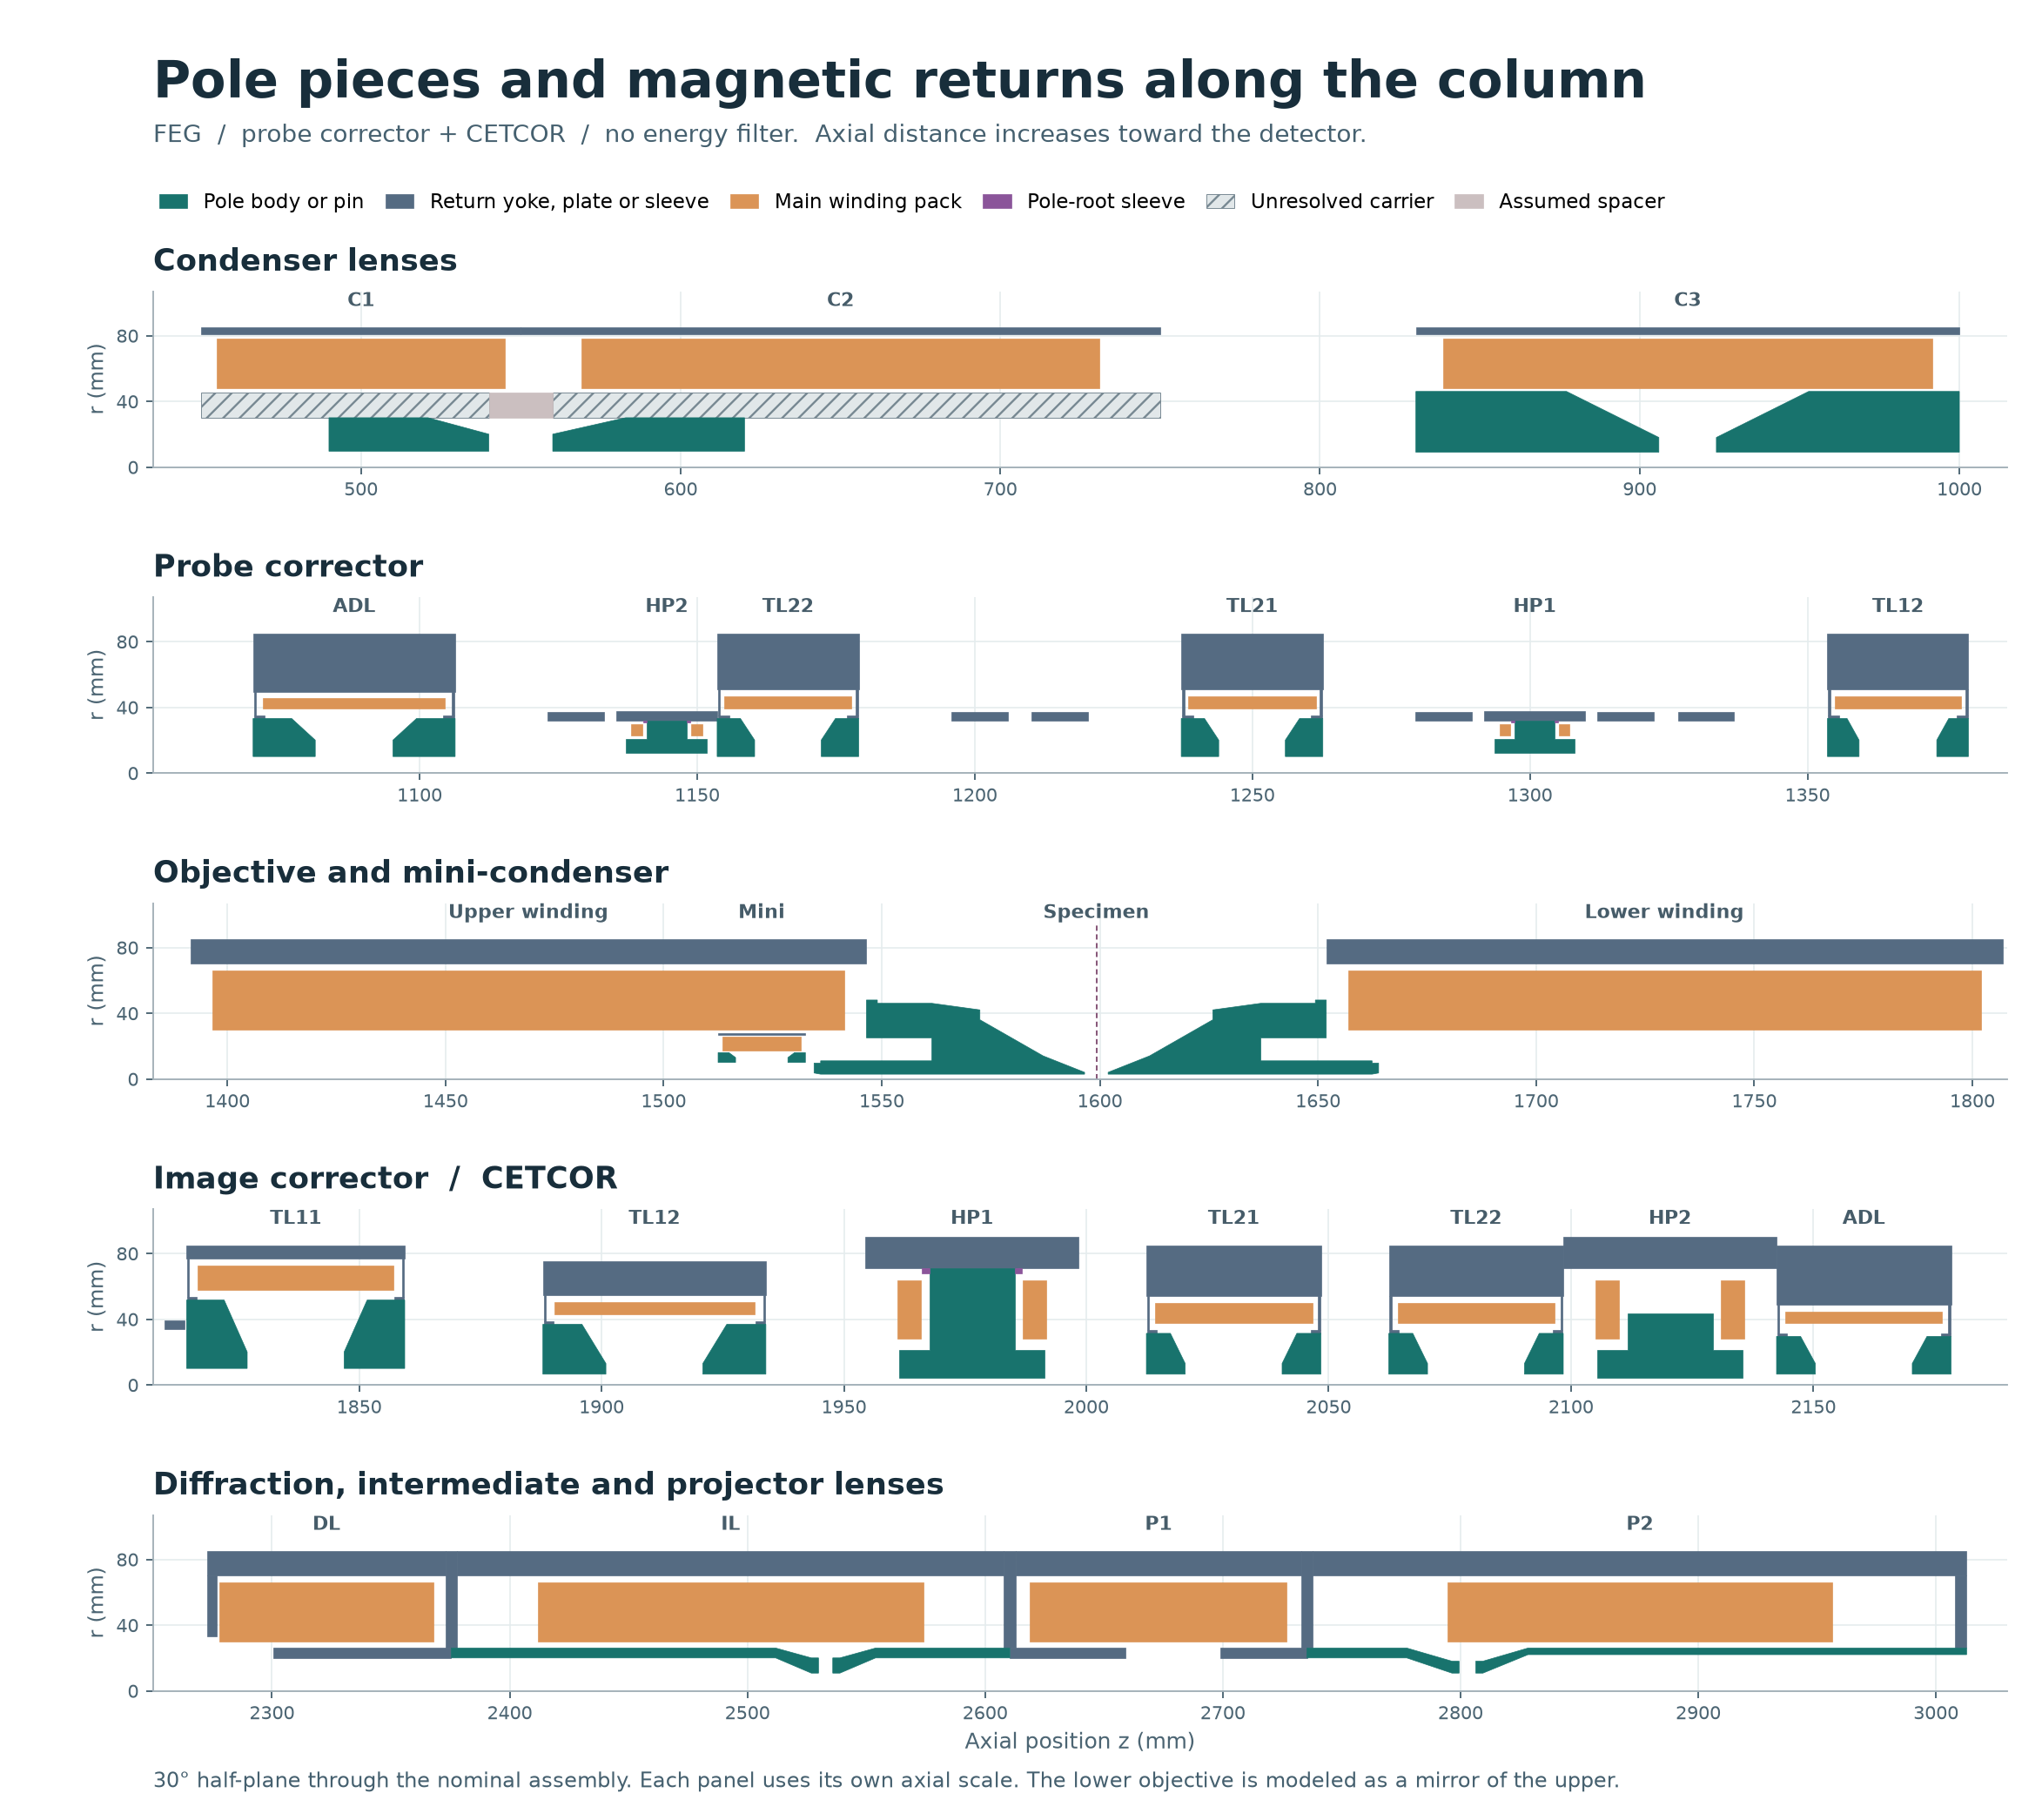 Pole pieces and magnetic returns along the column
FEG / probe corrector + CETCOR / no energy filter. Axial distance increases toward the detector.
Pole body or pin Return yoke, plate or sleeve Main winding pack Pole-root sleeve Unresolved carrier Assumed spacer
Condenser lenses
C1 C2 C3
80
40
0
r (mm)
500 600 700 800 900 1000
Probe corrector
ADL HP2 TL22 TL21 HP1 TL12
80
40
0
r (mm)
1100 1150 1200 1250 1300 1350
Objective and mini-condenser
Upper winding Mini Specimen Lower winding
80
40
0
r (mm)
1400 1450 1500 1550 1600 1650 1700 1750 1800
Image corrector / CETCOR
TL11 TL12 HP1 TL21 TL22 HP2 ADL
80
40
0
r (mm)
1850 1900 1950 2000 2050 2100 2150
Diffraction, intermediate and projector lenses
DL IL P1 P2
80
40
0
r (mm)
2300 2400 2500 2600 2700 2800 2900 3000
Axial position z (mm)
30° half-plane through the nominal assembly. Each panel uses its own axial scale. The lower objective is modeled as a mirror of the upper.